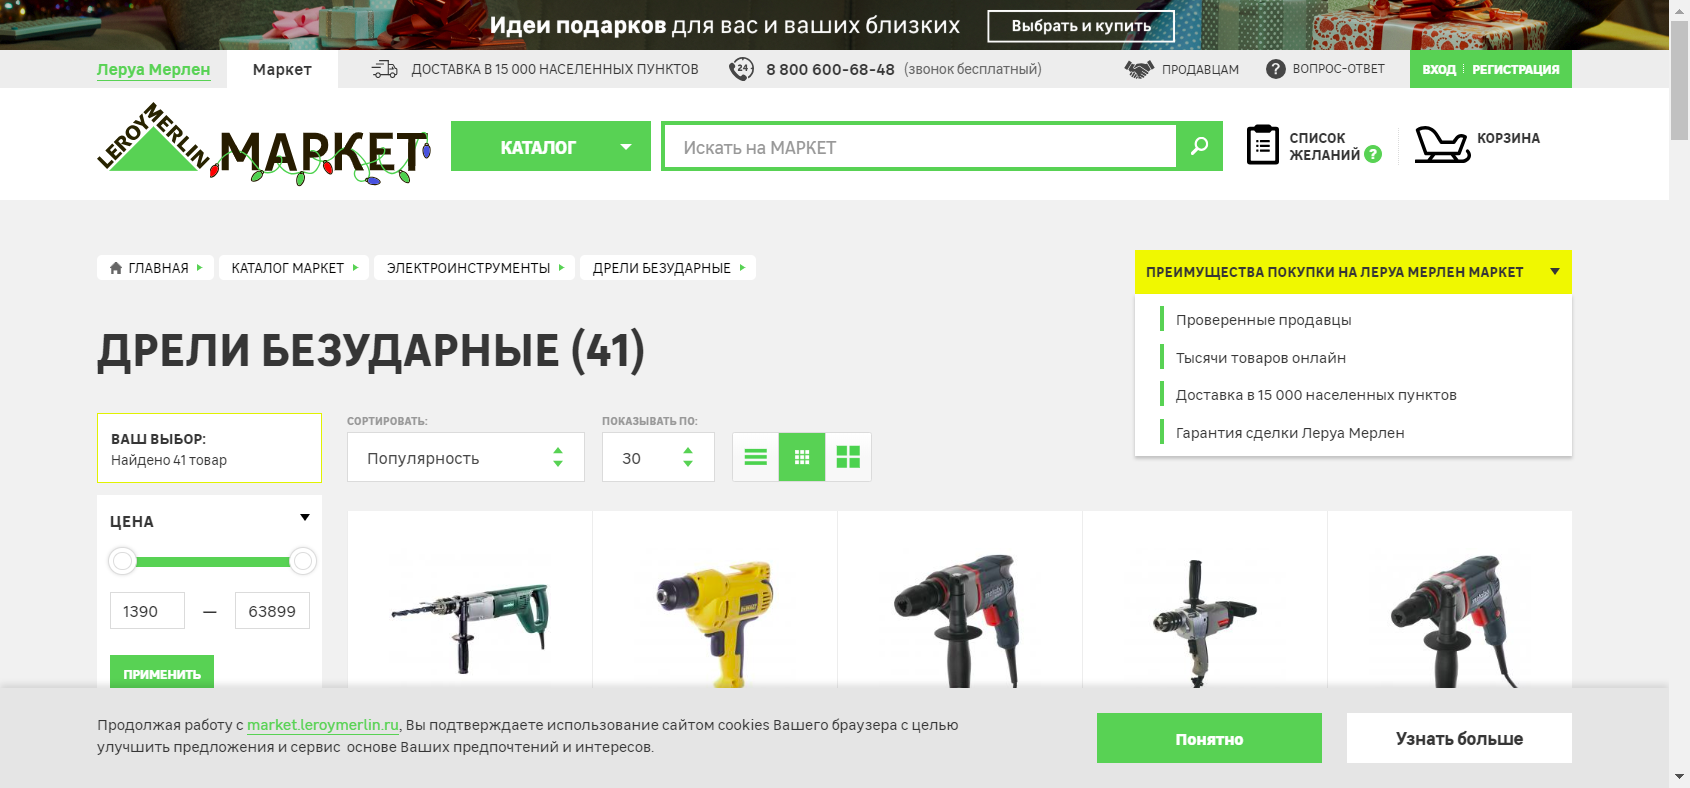 Идеи подарков для вас и ваших близких
Выбрать и купить
Леруа Мерлен
Маркет
ДОСТАВКА В 15 000 НАСЕЛЕННЫХ ПУНКТОВ
24
8 800 600-68-48 (звонок бесплатный)
ПРОДАВЦАМ
? ВОПРОС-ОТВЕТ
ВХОД
РЕГИСТРАЦИЯ
LEROY MERLIN
МАРКЕТ
КАТАЛОГ
Искать на МАРКЕТ
СПИСОК
ЖЕЛАНИЙ ?
КОРЗИНА
ГЛАВНАЯ
КАТАЛОГ МАРКЕТ
ЭЛЕКТРОИНСТРУМЕНТЫ
ДРЕЛИ БЕЗУДАРНЫЕ
ПРЕИМУЩЕСТВА ПОКУПКИ НА ЛЕРУА МЕРЛЕН МАРКЕТ
Проверенные продавцы
Тысячи товаров онлайн
Доставка в 15 000 населенных пунктов
Гарантия сделки Леруа Мерлен
ДРЕЛИ БЕЗУДАРНЫЕ (41)
ВАШ ВЫБОР:
Найдено 41 товар
СОРТИРОВАТЬ:
Популярность
ПОКАЗЫВАТЬ ПО:
30
ЦЕНА
1390 — 63899
ПРИМЕНИТЬ
DEWALT
metabo
metabo
Продолжая работу с market.leroymerlin.ru, Вы подтверждаете использование сайтом cookies Вашего браузера с целью
улучшить предложения и сервис основе Ваших предпочтений и интересов.
Понятно
Узнать больше